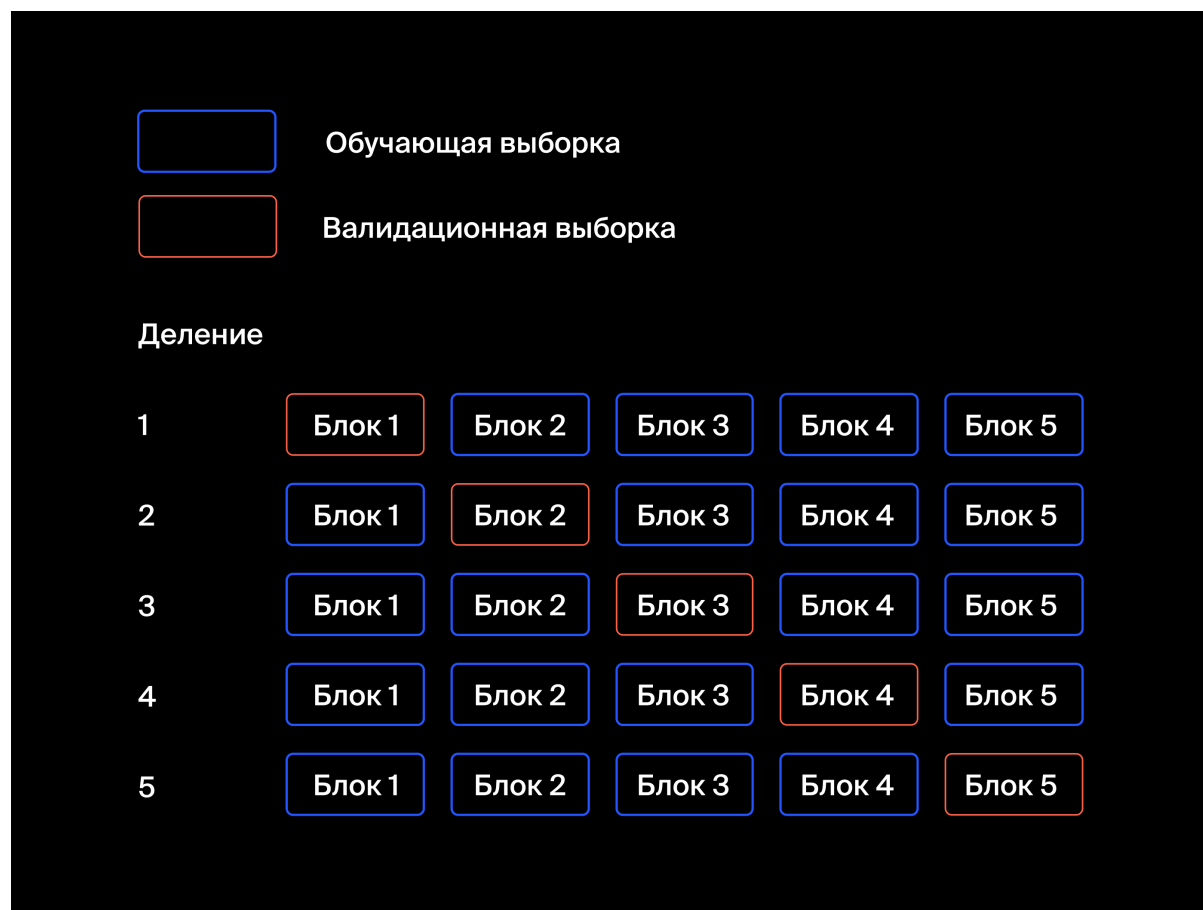 Обучающая выборка
Валидационная выборка
Деление
1 Блок 1 Блок 2 Блок 3 Блок 4 Блок 5
2 Блок 1 Блок 2 Блок 3 Блок 4 Блок 5
3 Блок 1 Блок 2 Блок 3 Блок 4 Блок 5
4 Блок 1 Блок 2 Блок 3 Блок 4 Блок 5
5 Блок 1 Блок 2 Блок 3 Блок 4 Блок 5